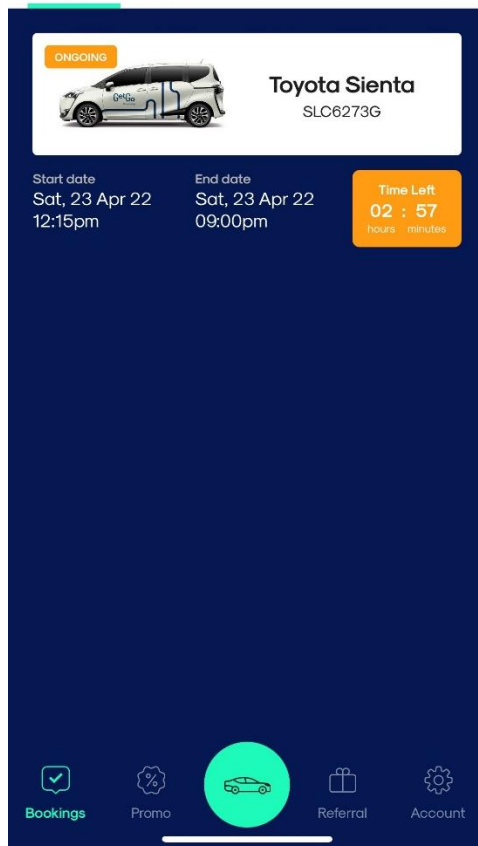 ONGOING
GetGo
Toyota Sienta
SLC6273G
Start date
Sat, 23 Apr 22
12:15pm
End date
Sat, 23 Apr 22
09:00pm
Time Left
02 : 57
hours minutes
Bookings
Promo
Referral
Account